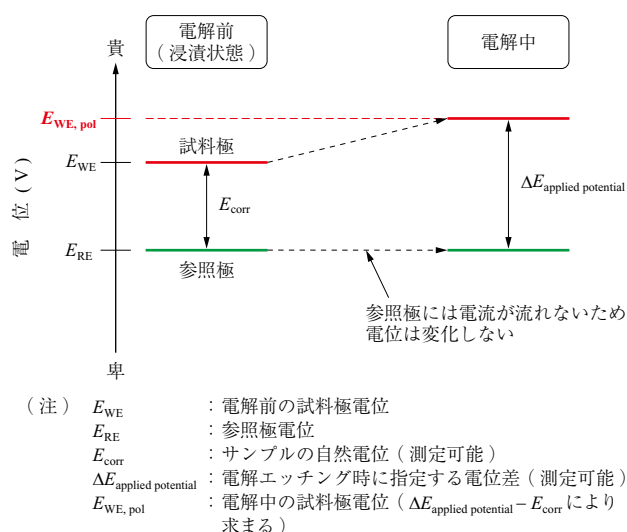 電解前
( 浸漬状態 )
電解中
貴
E_WE, pol
試料極
E_WE
E_corr
ΔE_applied potential
電 位 ( V )
E_RE
参照極
参照極には電流が流れないため
電位は変化しない
卑
( 注 ) E_WE : 電解前の試料極電位
E_RE : 参照極電位
E_corr : サンプルの自然電位 ( 測定可能 )
ΔE_applied potential : 電解エッチング時に指定する電位差 ( 測定可能 )
E_WE, pol : 電解中の試料極電位 ( ΔE_applied potential − E_corr により
求まる )